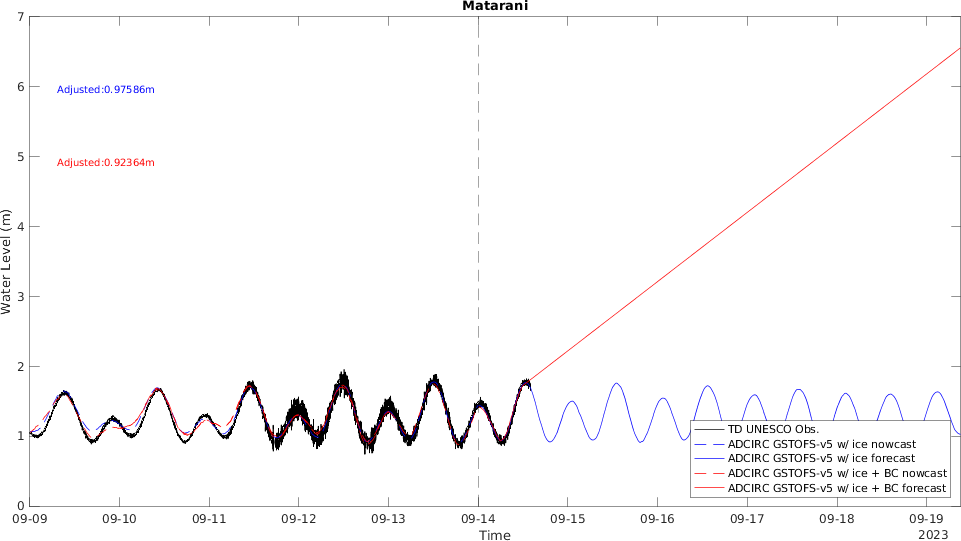 Matarani
7
6
5
4
3
2
1
0
Water Level (m)
Adjusted:0.97586m
Adjusted:0.92364m
TD UNESCO Obs.
ADCIRC GSTOFS-v5 w/ ice nowcast
ADCIRC GSTOFS-v5 w/ ice forecast
ADCIRC GSTOFS-v5 w/ ice + BC nowcast
ADCIRC GSTOFS-v5 w/ ice + BC forecast
09-09 09-10 09-11 09-12 09-13 09-14 09-15 09-16 09-17 09-18 09-19
Time
2023